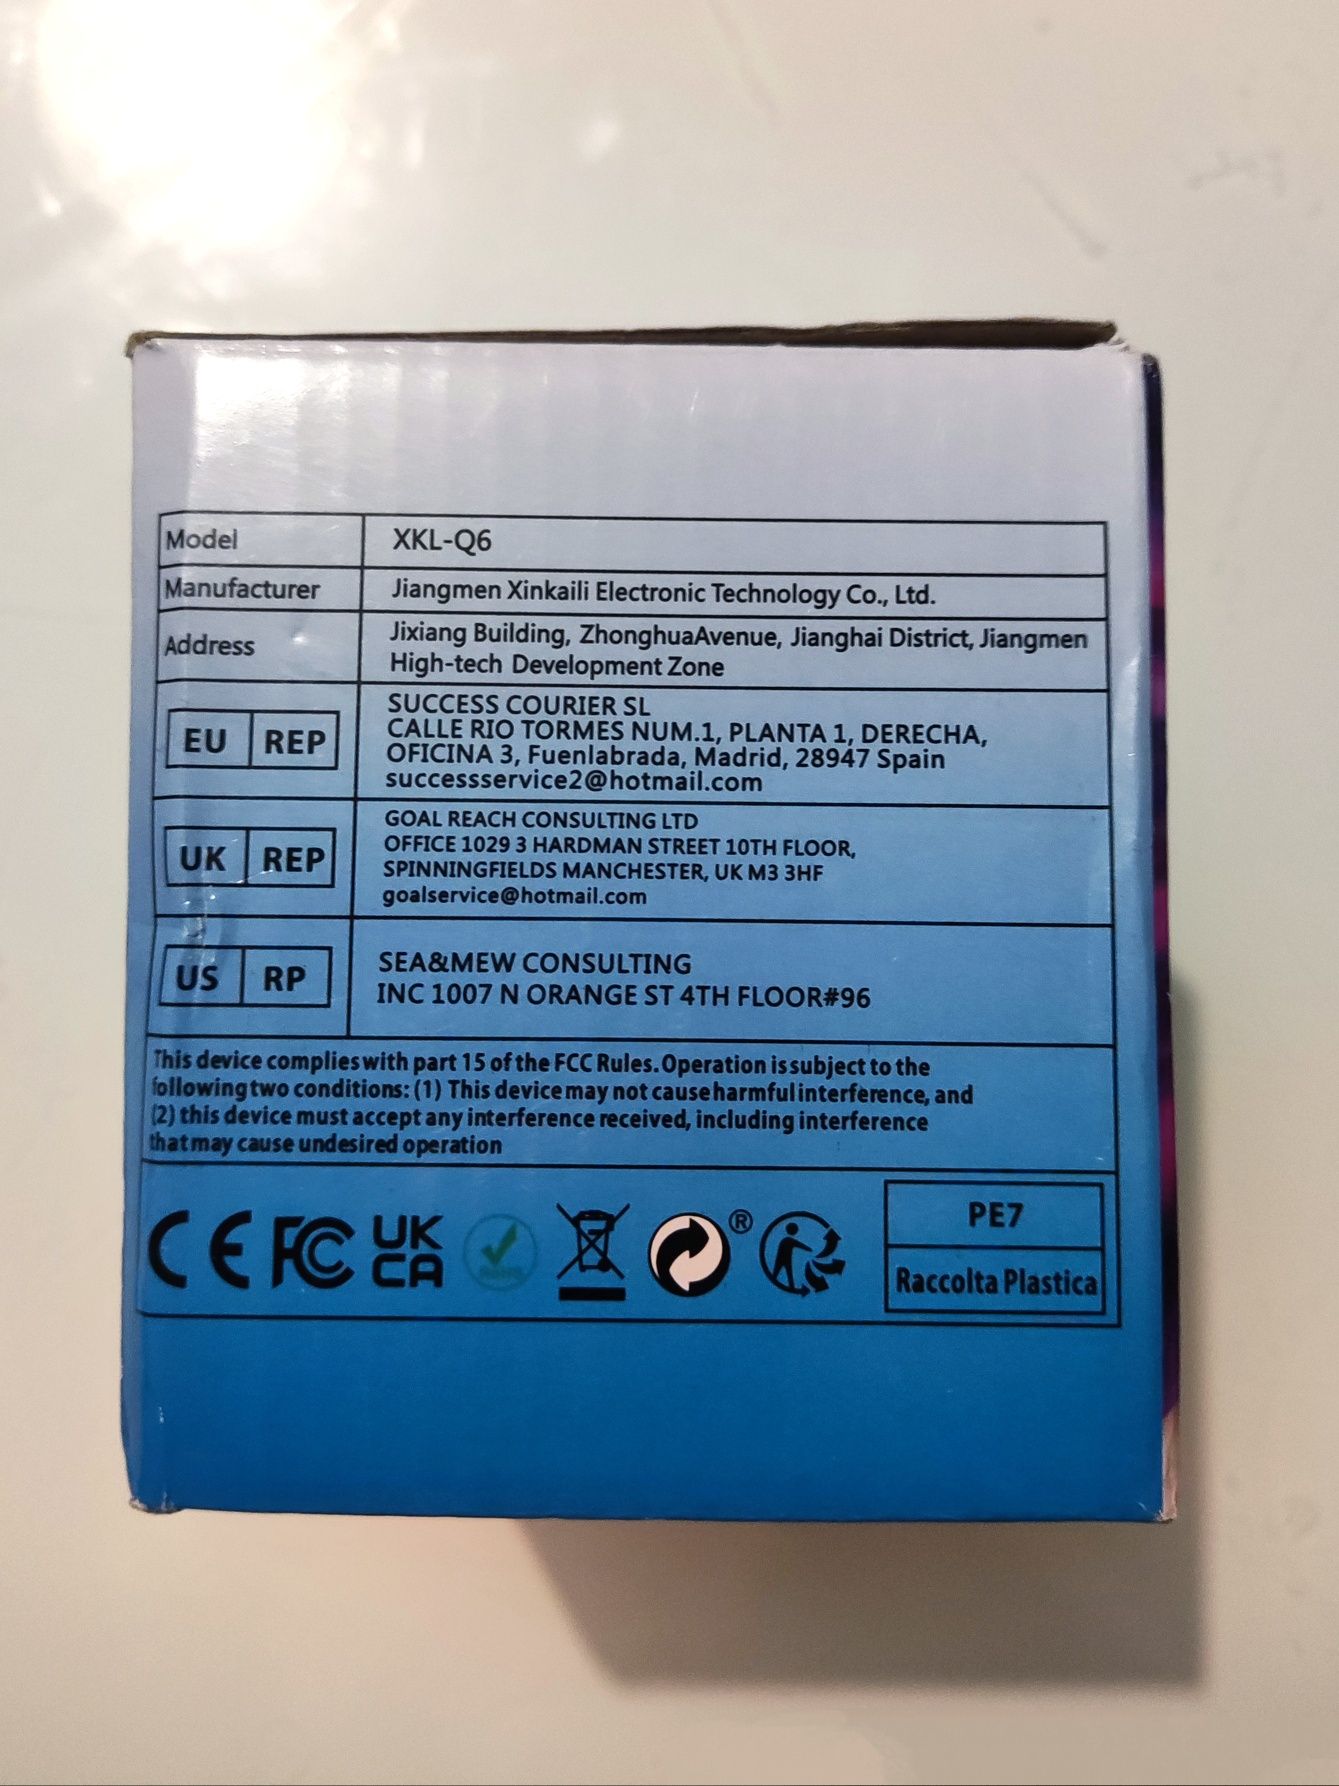 Model XKL-Q6
Manufacturer Jiangmen Xinkaili Electronic Technology Co., Ltd.
Address Jixiang Building, ZhonghuaAvenue, Jianghai District, Jiangmen
High-tech Development Zone
EU REP
SUCCESS COURIER SL
CALLE RIO TORMES NUM.1, PLANTA 1, DERECHA,
OFICINA 3, Fuenlabrada, Madrid, 28947 Spain
successservice2@hotmail.com
UK REP
GOAL REACH CONSULTING LTD
OFFICE 1029 3 HARDMAN STREET 10TH FLOOR,
SPINNINGFIELDS MANCHESTER, UK M3 3HF
goalservice@hotmail.com
US RP
SEA&MEW CONSULTING
INC 1007 N ORANGE ST 4TH FLOOR#96
This device complies with part 15 of the FCC Rules. Operation is subject to the
following two conditions: (1) This device may not cause harmful interference, and
(2) this device must accept any interference received, including interference
that may cause undesired operation
CE FC UK
CA ®
PE7
Raccolta Plastica